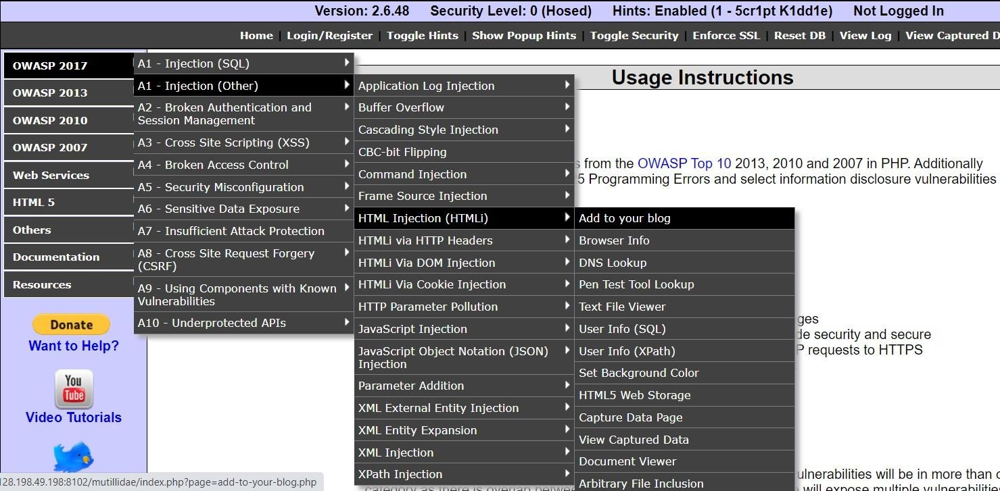 Version: 2.6.48 Security Level: 0 (Hosed) Hints: Enabled (1 - 5cr1pt K1dd1e) Not Logged In
Home | Login/Register | Toggle Hints | Show Popup Hints | Toggle Security | Enforce SSL | Reset DB | View Log | View Captured D
OWASP 2017
OWASP 2013
OWASP 2010
OWASP 2007
Web Services
HTML 5
Others
Documentation
Resources
Donate
Want to Help?
You
Tube
Video Tutorials
A1 - Injection (SQL)
A1 - Injection (Other)
A2 - Broken Authentication and
Session Management
A3 - Cross Site Scripting (XSS)
A4 - Broken Access Control
A5 - Security Misconfiguration
A6 - Sensitive Data Exposure
A7 - Insufficient Attack Protection
A8 - Cross Site Request Forgery
(CSRF)
A9 - Using Components with Known
Vulnerabilities
A10 - Underprotected APIs
Application Log Injection
Buffer Overflow
Cascading Style Injection
CBC-bit Flipping
Command Injection
Frame Source Injection
HTML Injection (HTMLi)
HTMLi via HTTP Headers
HTMLi Via DOM Injection
HTMLi Via Cookie Injection
HTTP Parameter Pollution
JavaScript Injection
JavaScript Object Notation (JSON)
Injection
Parameter Addition
XML External Entity Injection
XML Entity Expansion
XML Injection
XPath Injection
Add to your blog
Browser Info
DNS Lookup
Pen Test Tool Lookup
Text File Viewer
User Info (SQL)
User Info (XPath)
Set Background Color
HTML5 Web Storage
Capture Data Page
View Captured Data
Document Viewer
Arbitrary File Inclusion
Usage Instructions
s from the OWASP Top 10 2013, 2010 and 2007 in PHP. Additionally
5 Programming Errors and select information disclosure vulnerabilities
ges
de security and secure
P requests to HTTPS
ulnerabilities will be in more than
category as there is overlap betwe
will expose multiple vulnerabilitie
128.198.49.198:8102/mutillidae/index.php?page=add-to-your-blog.php